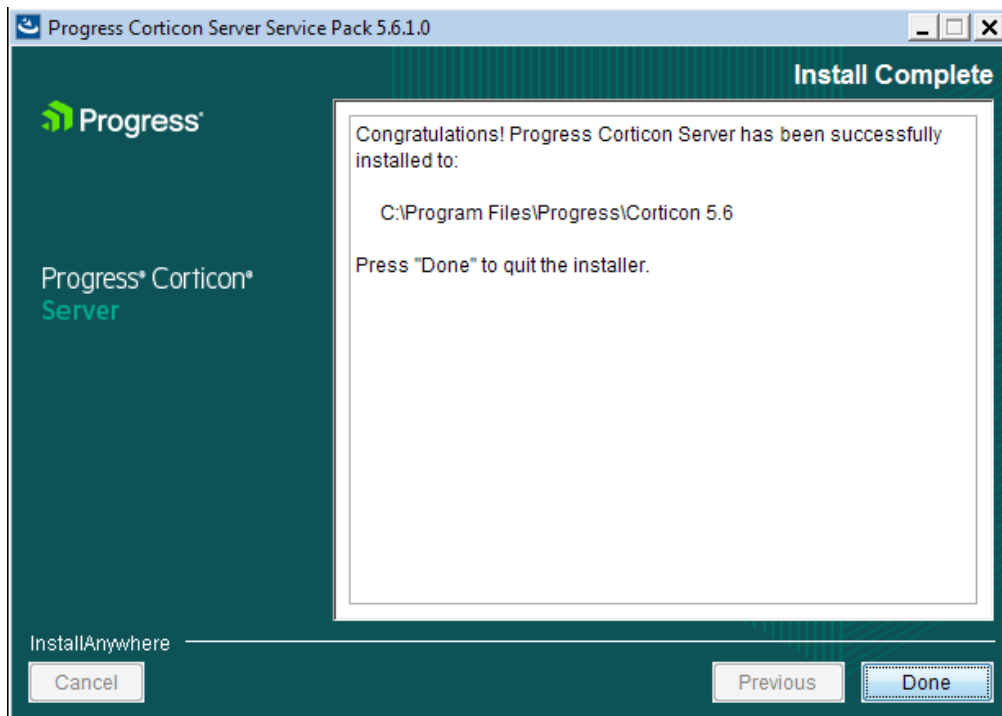 Progress Corticon Server Service Pack 5.6.1.0
Install Complete
Progress®
Congratulations! Progress Corticon Server has been successfully
installed to:
C:\Program Files\Progress\Corticon 5.6
Press "Done" to quit the installer.
Progress® Corticon®
Server
InstallAnywhere
Cancel
Previous
Done